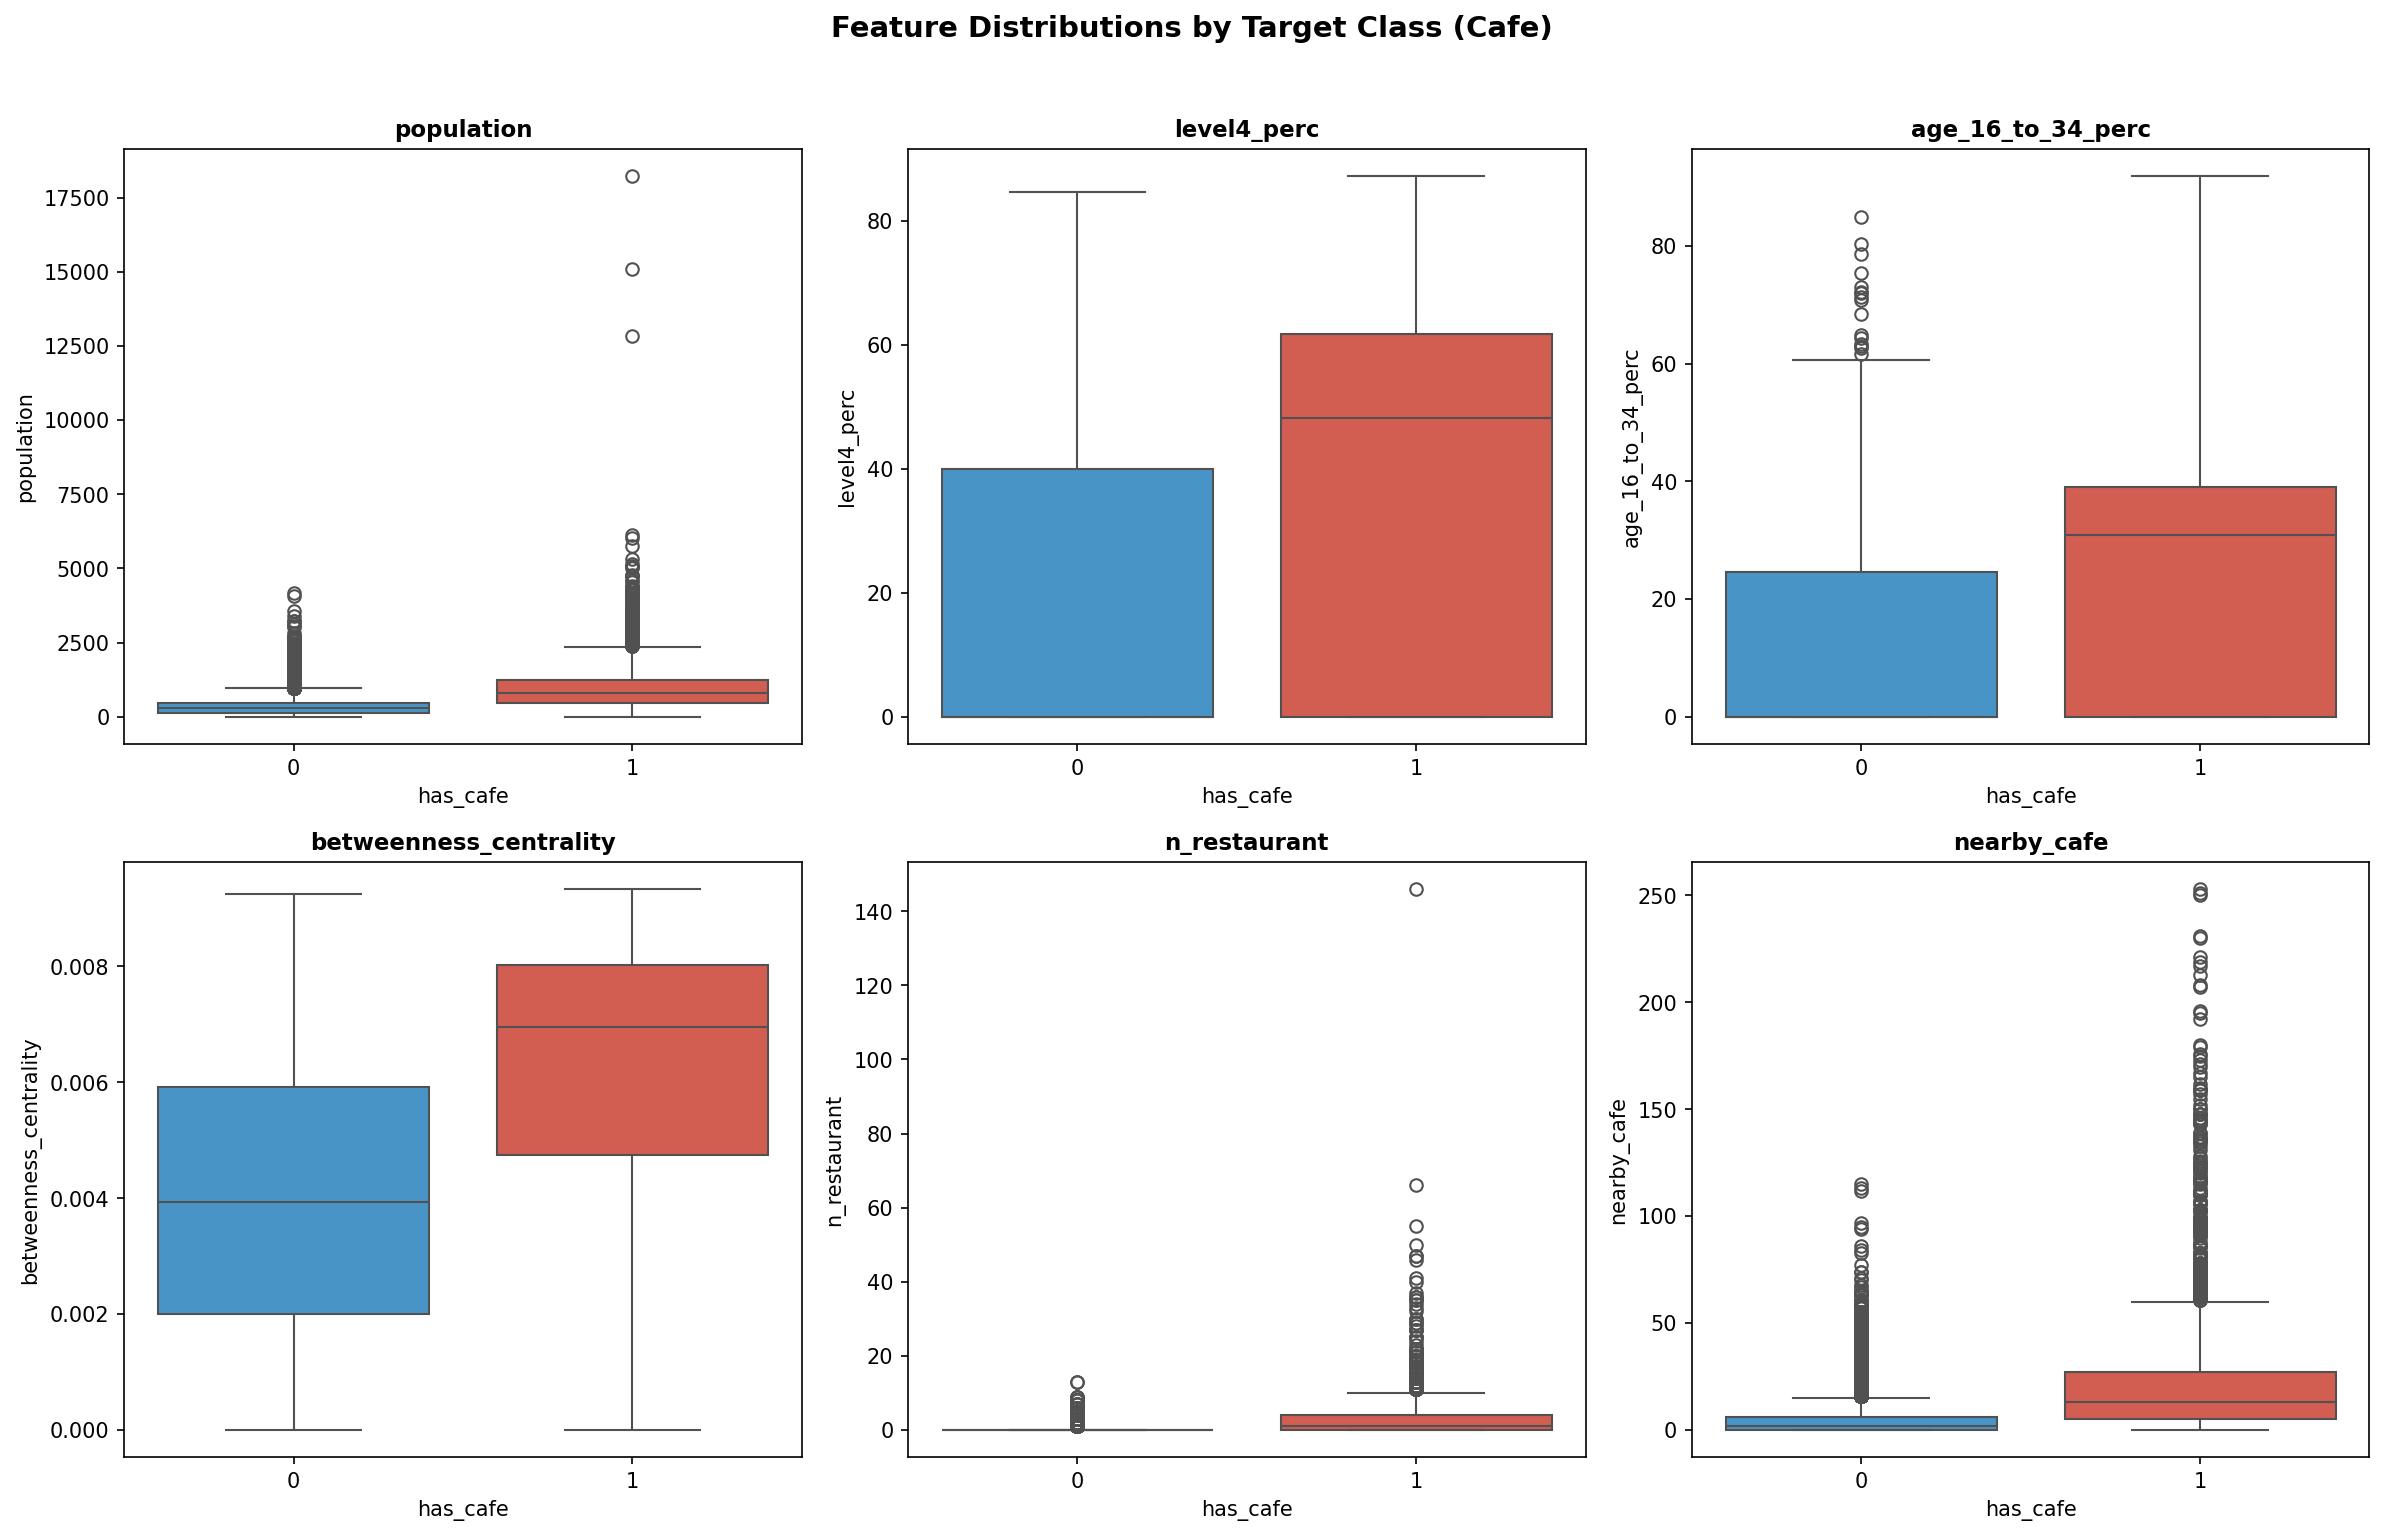 Feature Distributions by Target Class (Cafe)
population
population
17500
15000
12500
10000
7500
5000
2500
0
0 1
has_cafe
level4_perc
level4_perc
80
60
40
20
0
0 1
has_cafe
age_16_to_34_perc
age_16_to_34_perc
80
60
40
20
0
0 1
has_cafe
betweenness_centrality
betweenness_centrality
0.008
0.006
0.004
0.002
0.000
0 1
has_cafe
n_restaurant
n_restaurant
140
120
100
80
60
40
20
0
0 1
has_cafe
nearby_cafe
nearby_cafe
250
200
150
100
50
0
0 1
has_cafe